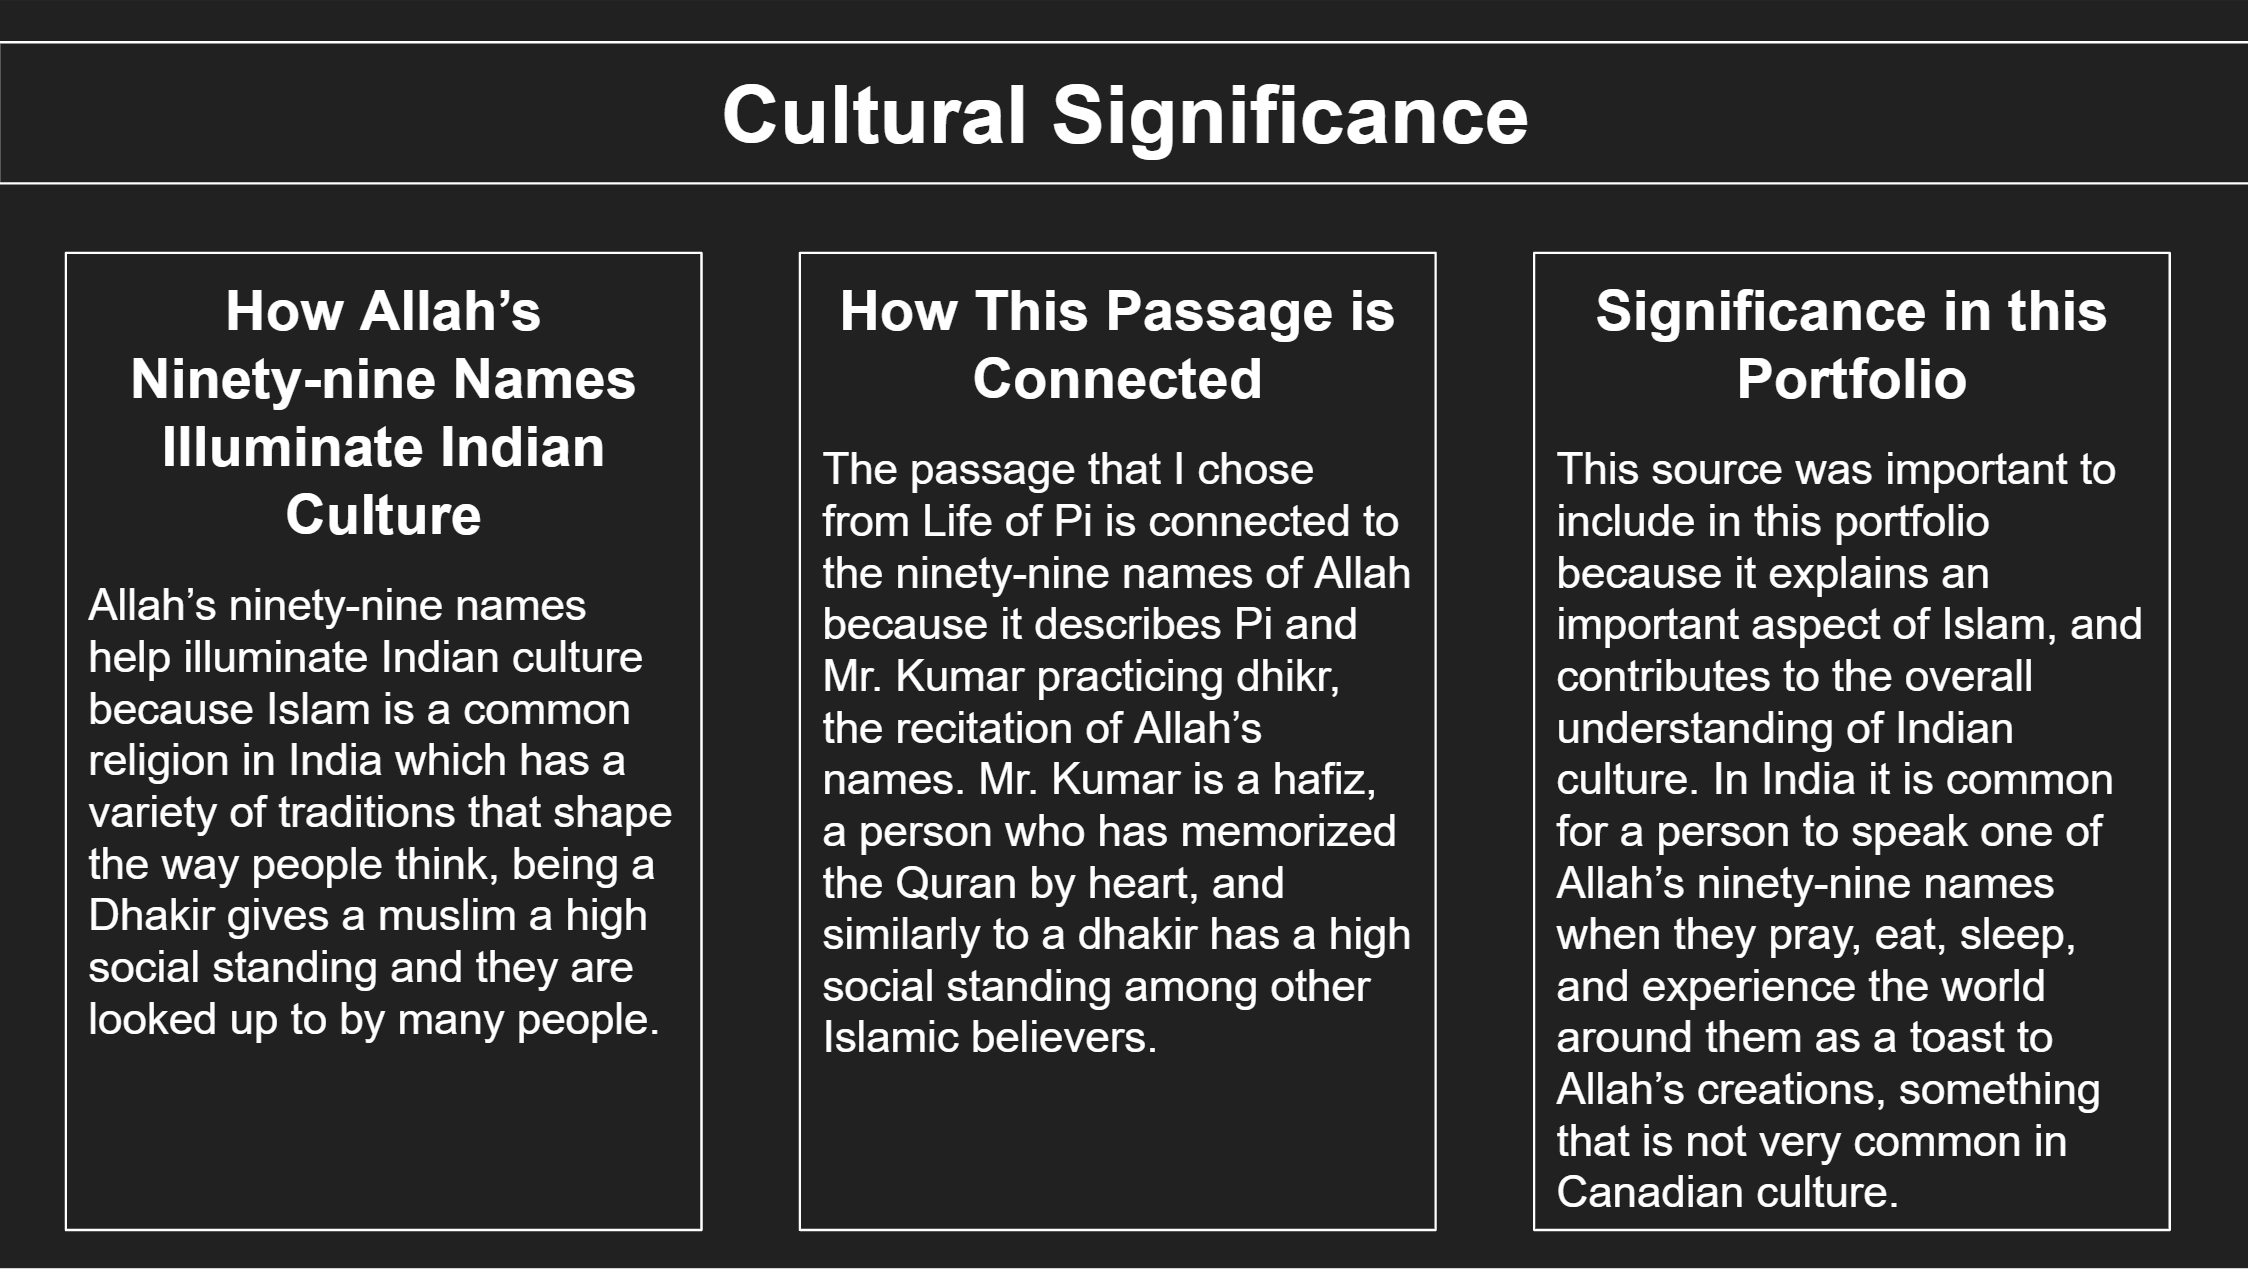 Cultural Significance
How Allah’s
Ninety-nine Names
Illuminate Indian
Culture
Allah’s ninety-nine names
help illuminate Indian culture
because Islam is a common
religion in India which has a
variety of traditions that shape
the way people think, being a
Dhakir gives a muslim a high
social standing and they are
looked up to by many people.
How This Passage is
Connected
The passage that I chose
from Life of Pi is connected to
the ninety-nine names of Allah
because it describes Pi and
Mr. Kumar practicing dhikr,
the recitation of Allah’s
names. Mr. Kumar is a hafiz,
a person who has memorized
the Quran by heart, and
similarly to a dhakir has a high
social standing among other
Islamic believers.
Significance in this
Portfolio
This source was important to
include in this portfolio
because it explains an
important aspect of Islam, and
contributes to the overall
understanding of Indian
culture. In India it is common
for a person to speak one of
Allah’s ninety-nine names
when they pray, eat, sleep,
and experience the world
around them as a toast to
Allah’s creations, something
that is not very common in
Canadian culture.